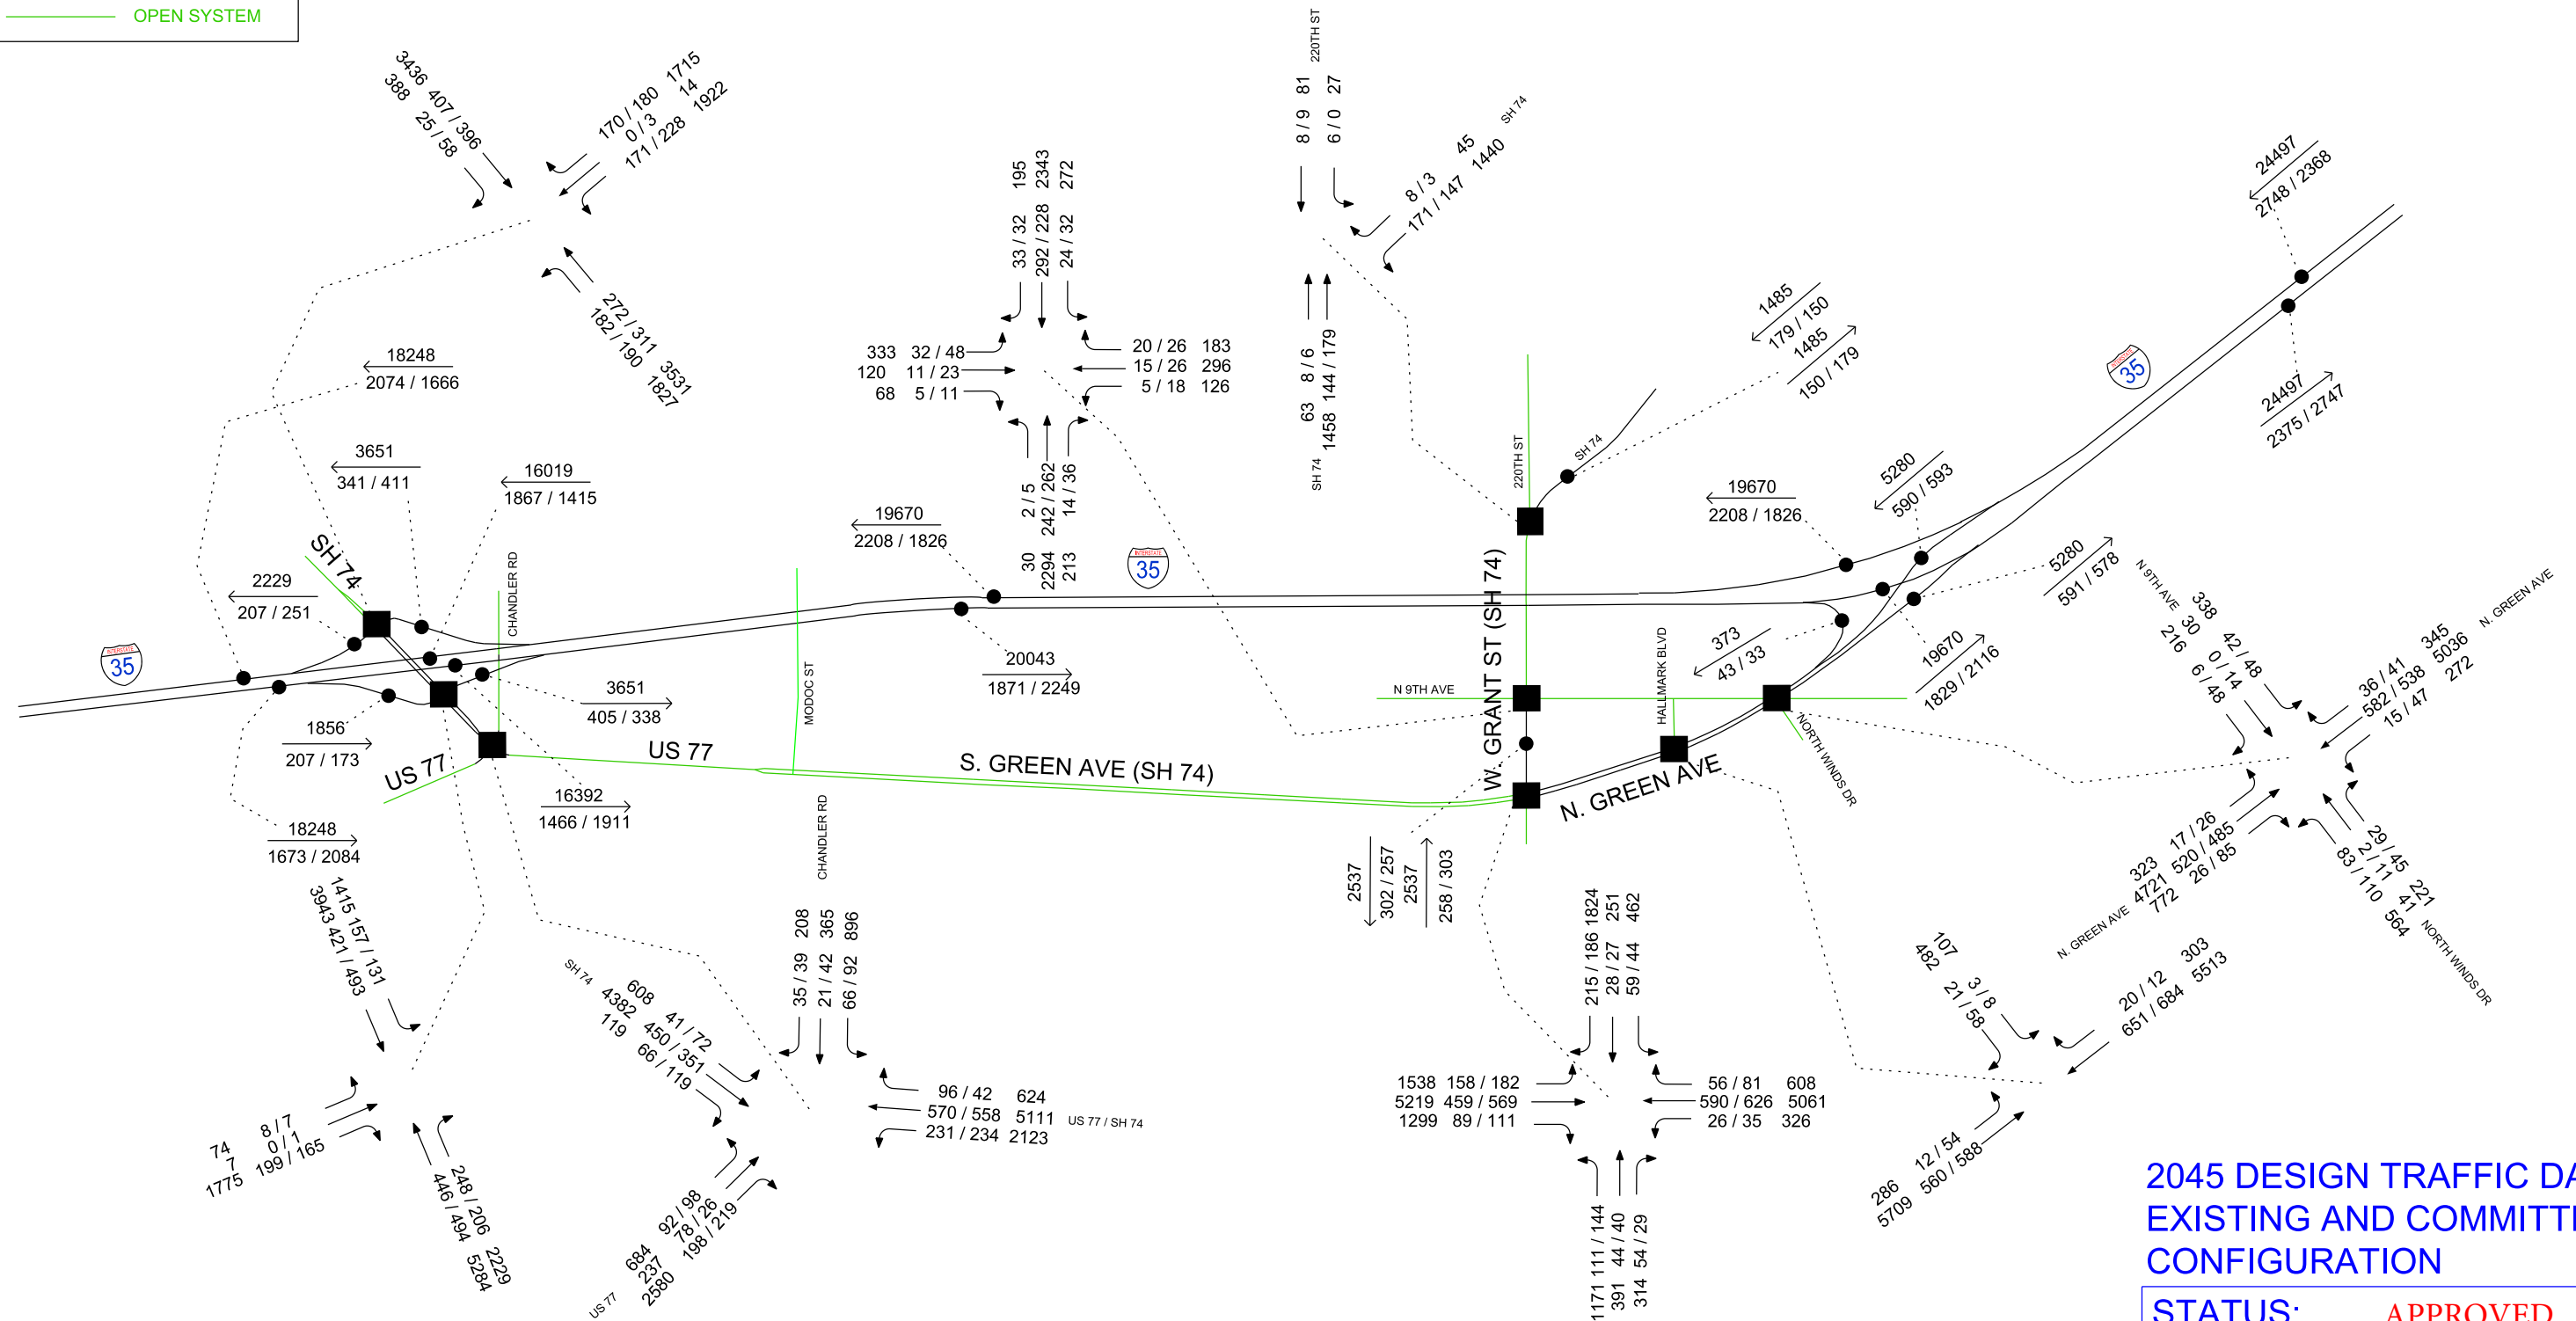 OPEN SYSTEM
3436 407 / 396
388 25 / 58
170 / 180 1715
0 / 3 14
171 / 228 1922
272 / 311 3531
182 / 190 1827
18248
2074 / 1666
3651
341 / 411
16019
1867 / 1415
2229
207 / 251
SH 74
CHANDLER RD
INTERSTATE
35
1856
207 / 173
3651
405 / 338
US 77
US 77
16392
1466 / 1911
18248
1673 / 2084
MODOC ST
S. GREEN AVE (SH 74)
195 33 / 32
2343 292 / 228
272 24 / 32
333 32 / 48
120 11 / 23
68 5 / 11
20 / 26 183
15 / 26 296
5 / 18 126
30 2 / 5
2294 242 / 262
213 14 / 36
19670
2208 / 1826
INTERSTATE
35
20043
1871 / 2249
220TH ST
8 / 9 81
6 / 0 27
8 / 3 45
171 / 147 1440
SH 74
63 8 / 6
1458 144 / 179
SH 74
1485
179 / 150
1485
150 / 179
220TH ST
SH 74
W. GRANT ST (SH 74)
N 9TH AVE
HALLMARK BLVD
N. GREEN AVE
NORTH WINDS DR
19670
2208 / 1826
5280
590 / 593
5280
591 / 578
373
43 / 33
19670
1829 / 2116
INTERSTATE
35
24497
2748 / 2368
24497
2375 / 2747
N 9TH AVE
338 42 / 48
30 0 / 14
216 6 / 48
36 / 41 345
582 / 538 5036
15 / 47 272
N. GREEN AVE
323 17 / 26
4721 520 / 485
772 26 / 85
N. GREEN AVE
29 / 45 221
2 / 11 41
83 / 110 564
NORTH WINDS DR
2537
302 / 257
2537
258 / 303
1415 157 / 131
3943 421 / 493
74 8 / 7
7 0 / 1
1775 199 / 165
248 / 206 2229
446 / 494 5284
CHANDLER RD
35 / 39 208
21 / 42 365
66 / 92 896
SH 74
608 41 / 72
4382 450 / 351
119 66 / 119
96 / 42 624
570 / 558 5111
231 / 234 2123
US 77 / SH 74
684 92 / 98
237 78 / 26
2580 198 / 219
US 77
215 / 186 1824
28 / 27 251
59 / 44 462
1538 158 / 182
5219 459 / 569
1299 89 / 111
56 / 81 608
590 / 626 5061
26 / 35 326
1171 111 / 144
391 44 / 40
314 54 / 29
107 3 / 8
482 21 / 58
20 / 12 303
651 / 684 5513
286 12 / 54
5709 560 / 588
2045 DESIGN TRAFFIC DA
EXISTING AND COMMITTE
CONFIGURATION
STATUS: APPROVED